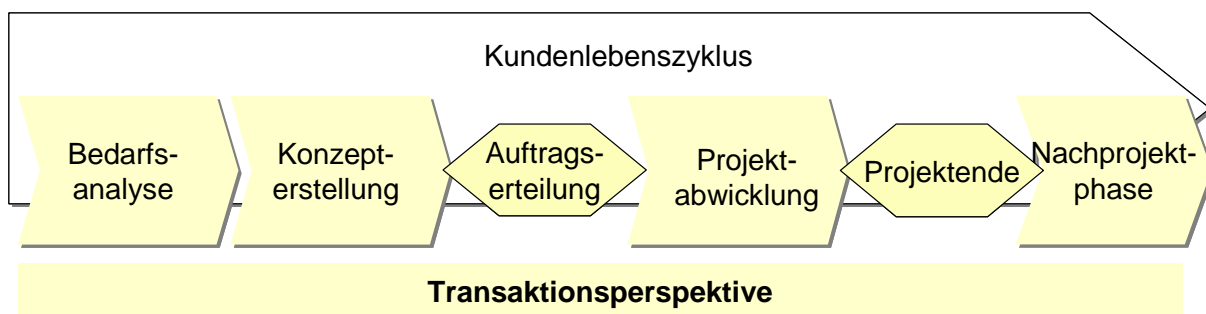 Kundenlebenszyklus
Bedarfs-
analyse
Konzept-
erstellung
Auftrags-
erteilung
Projekt-
abwicklung
Projektende
Nachprojekt-
phase
Transaktionsperspektive